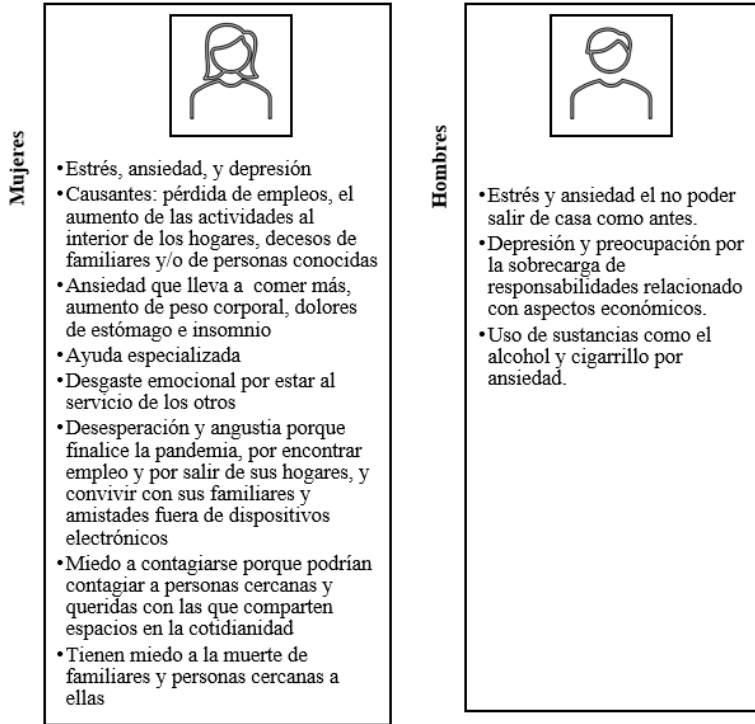 Mujeres
•Estrés, ansiedad, y depresión
•Causantes: pérdida de empleos, el
aumento de las actividades al
interior de los hogares, decesos de
familiares y/o de personas conocidas
•Ansiedad que lleva a comer más,
aumento de peso corporal, dolores
de estómago e insomnio
•Ayuda especializada
•Desgaste emocional por estar al
servicio de los otros
•Desesperación y angustia porque
finalice la pandemia, por encontrar
empleo y por salir de sus hogares, y
convivir con sus familiares y
amistades fuera de dispositivos
electrónicos
•Miedo a contagiarse porque podrían
contagiar a personas cercanas y
queridas con las que comparten
espacios en la cotidianidad
•Tienen miedo a la muerte de
familiares y personas cercanas a
ellas
Hombres
•Estrés y ansiedad el no poder
salir de casa como antes.
•Depresión y preocupación por
la sobrecarga de
responsabilidades relacionado
con aspectos económicos.
•Uso de sustancias como el
alcohol y cigarrillo por
ansiedad.